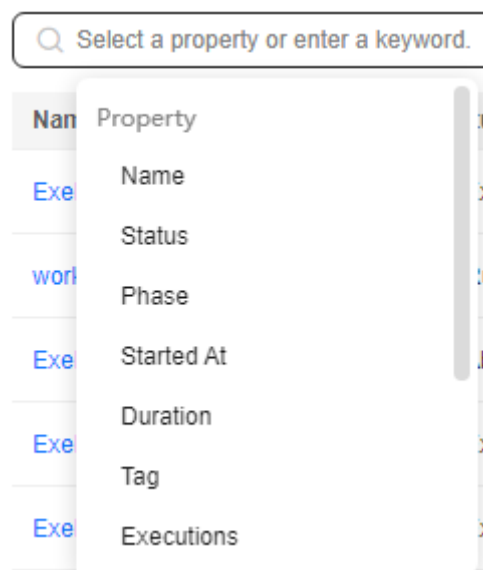 Select a property or enter a keyword.
Property
Name
Status
Phase
Started At
Duration
Tag
Executions